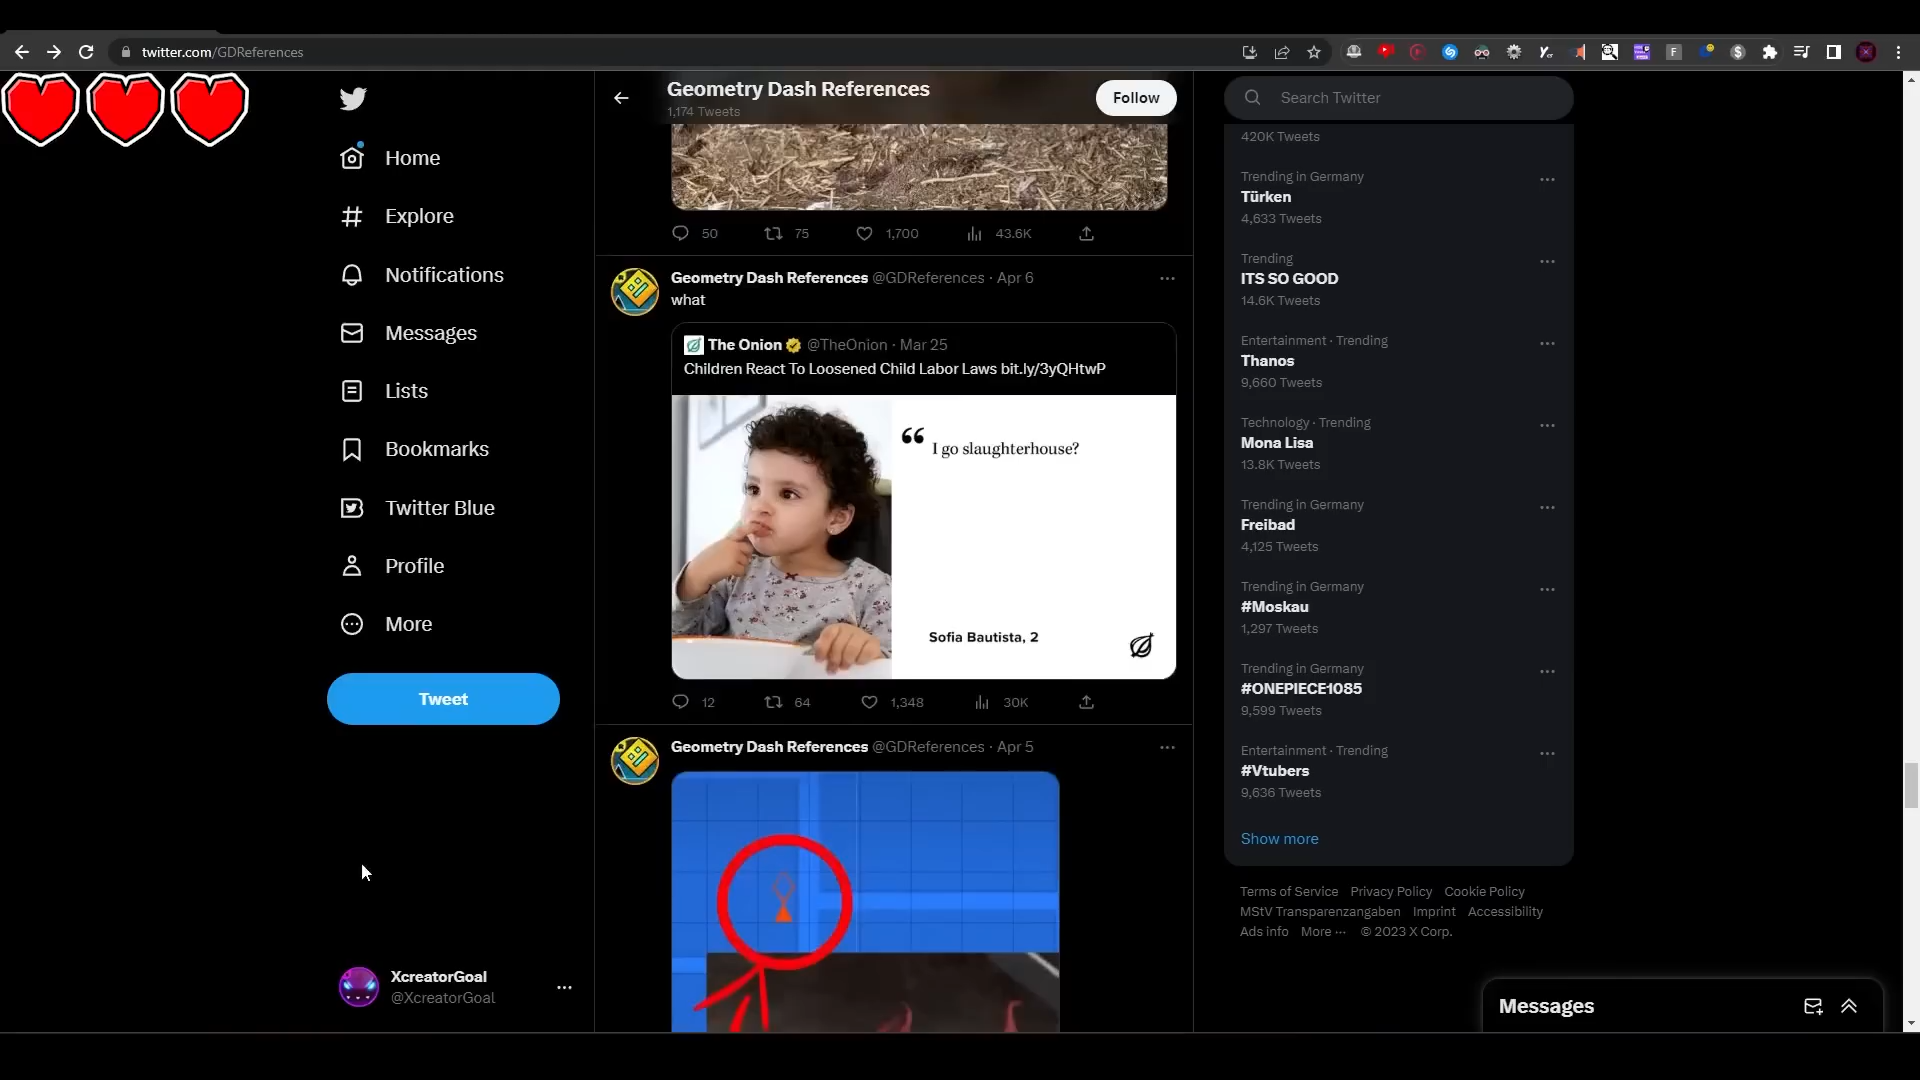 twitter.com/GDReferences
Home
Explore
Notifications
Messages
Lists
Bookmarks
Twitter Blue
Profile
More
Tweet
XcreatorGoal
@XcreatorGoal
Geometry Dash References
1,174 Tweets
Follow
50 75 1,700 43.6K
Geometry Dash References @GDReferences · Apr 6
what
The Onion @TheOnion · Mar 25
Children React To Loosened Child Labor Laws bit.ly/3yQHtwP
“ I go slaughterhouse?
Sofia Bautista, 2
12 64 1,348 30K
Geometry Dash References @GDReferences · Apr 5
Search Twitter
420K Tweets
Trending in Germany
Türken
4,633 Tweets
Trending
ITS SO GOOD
14.6K Tweets
Entertainment · Trending
Thanos
9,660 Tweets
Technology · Trending
Mona Lisa
13.8K Tweets
Trending in Germany
Freibad
4,125 Tweets
Trending in Germany
#Moskau
1,297 Tweets
Trending in Germany
#ONEPIECE1085
9,599 Tweets
Entertainment · Trending
#Vtubers
9,636 Tweets
Show more
Terms of Service Privacy Policy Cookie Policy
MStV Transparenzangaben Imprint Accessibility
Ads info More ··· © 2023 X Corp.
Messages